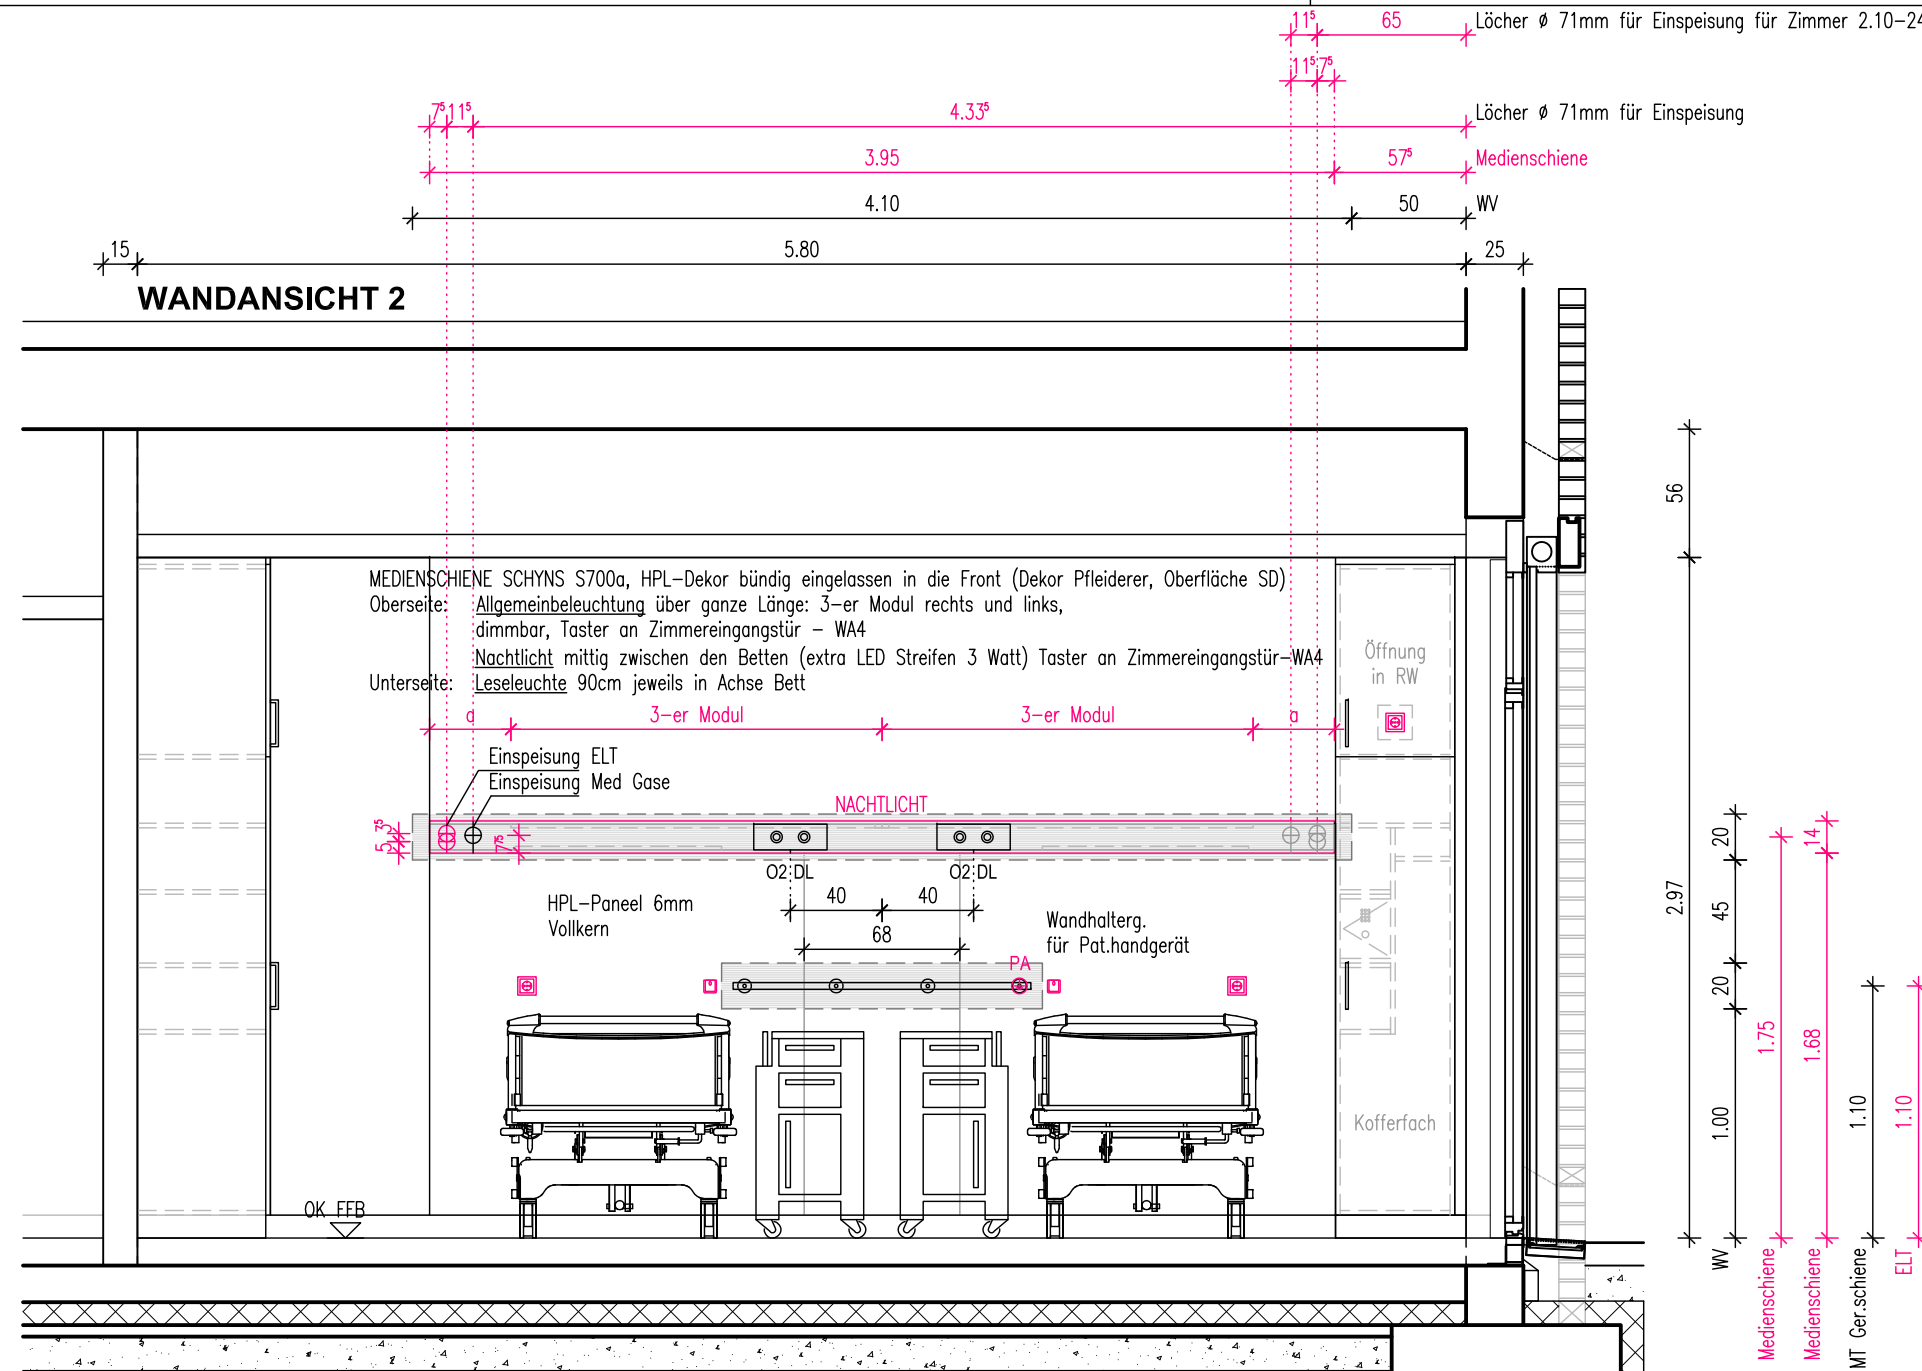 11⁵ 65 Löcher ø 71mm für Einspeisung für Zimmer 2.10-24
11⁵ 7⁵
7⁵ 11⁵ 4.33⁵ Löcher ø 71mm für Einspeisung
3.95 57⁵ Medienschiene
4.10 50 WV
15 5.80 25
WANDANSICHT 2
56
MEDIENSCHIENE SCHYNS S700a, HPL-Dekor bündig eingelassen in die Front (Dekor Pfleiderer, Oberfläche SD)
Oberseite: Allgemeinbeleuchtung über ganze Länge: 3-er Modul rechts und links,
dimmbar, Taster an Zimmereingangstür - WA4
Nachtlicht mittig zwischen den Betten (extra LED Streifen 3 Watt) Taster an Zimmereingangstür-WA4
Unterseite: Leseleuchte 90cm jeweils in Achse Bett
Öffnung
in RW
a 3-er Modul 3-er Modul a
Einspeisung ELT
Einspeisung Med Gase
NACHTLICHT
5 3⁵ 7⁵
O2 DL O2 DL
40 40
68
HPL-Paneel 6mm
Vollkern
Wandhalterg.
für Pat.handgerät
PA
Kofferfach
OK FFB
2.97
20 45 20 1.00 WV
1.75 Medienschiene
14 1.68 Medienschiene
1.10 MT Ger.schiene
1.10 ELT